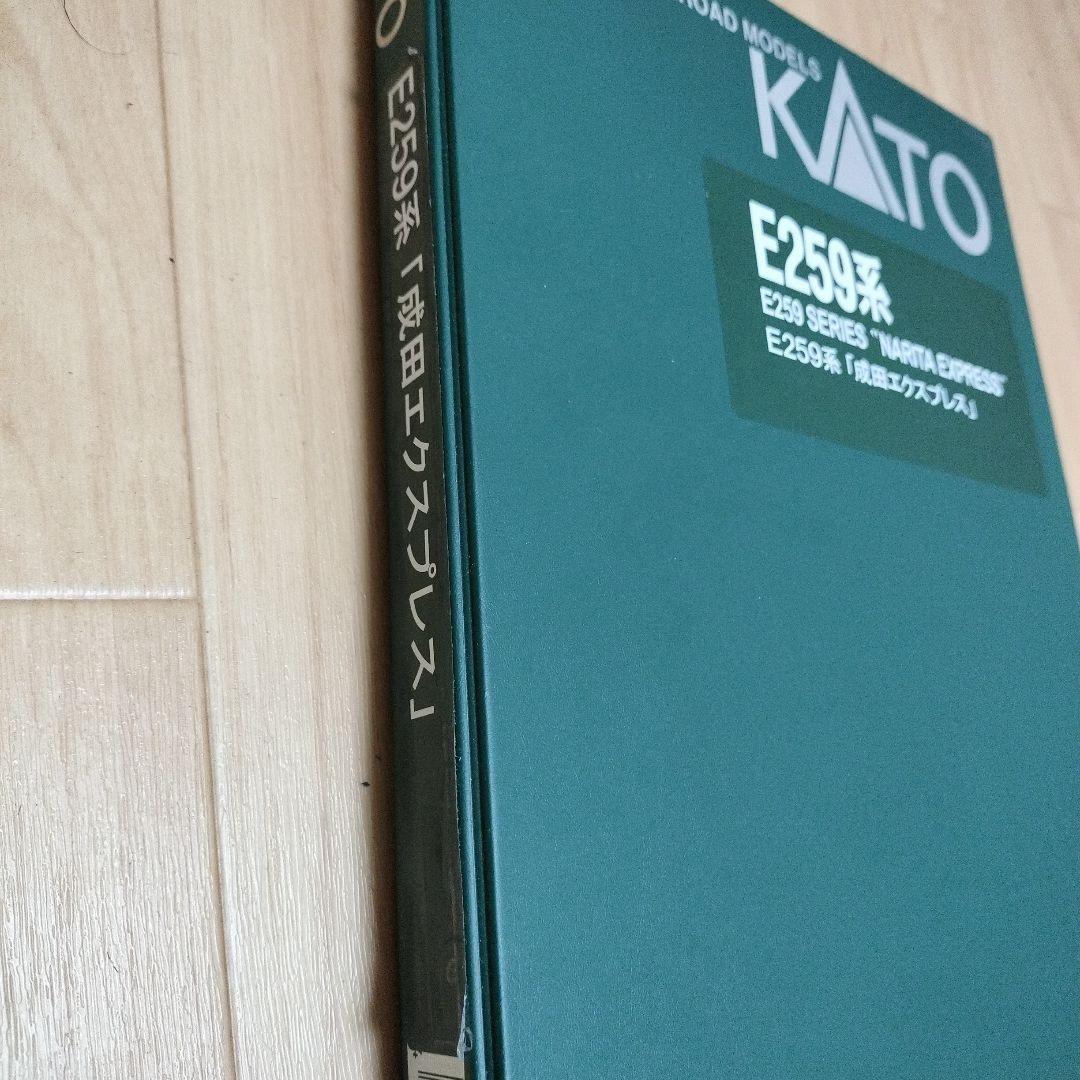 ROAD MODELS
KATO
E259系
E259 SERIES "NARITA EXPRESS"
E259系「成田エクスプレス」
E259系「成田エクスプレス」